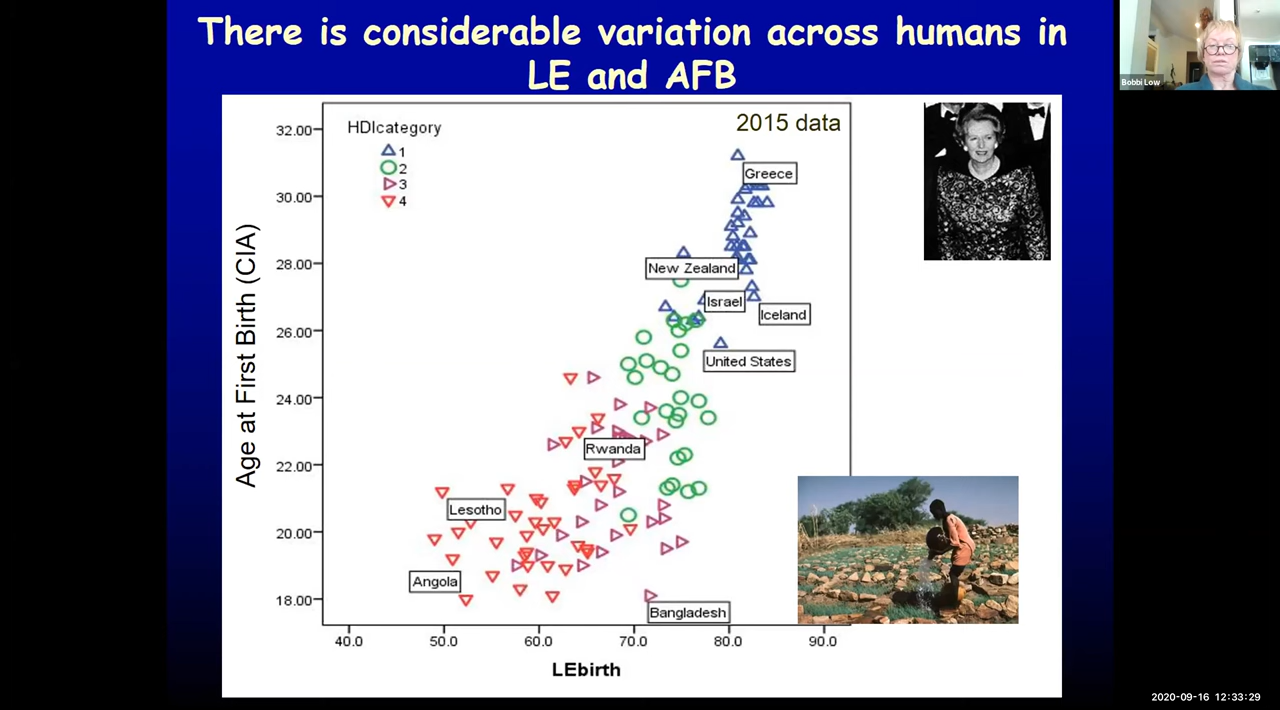 There is considerable variation across humans in
LE and AFB
Bobbi Low
HDIcategory
1
2
3
4
2015 data
32.00
30.00
28.00
26.00
24.00
22.00
20.00
18.00
Age at First Birth (CIA)
Greece
New Zealand
Israel
Iceland
United States
Rwanda
Lesotho
Angola
Bangladesh
40.0 50.0 60.0 70.0 80.0 90.0
LEbirth
2020-09-16 12:33:29